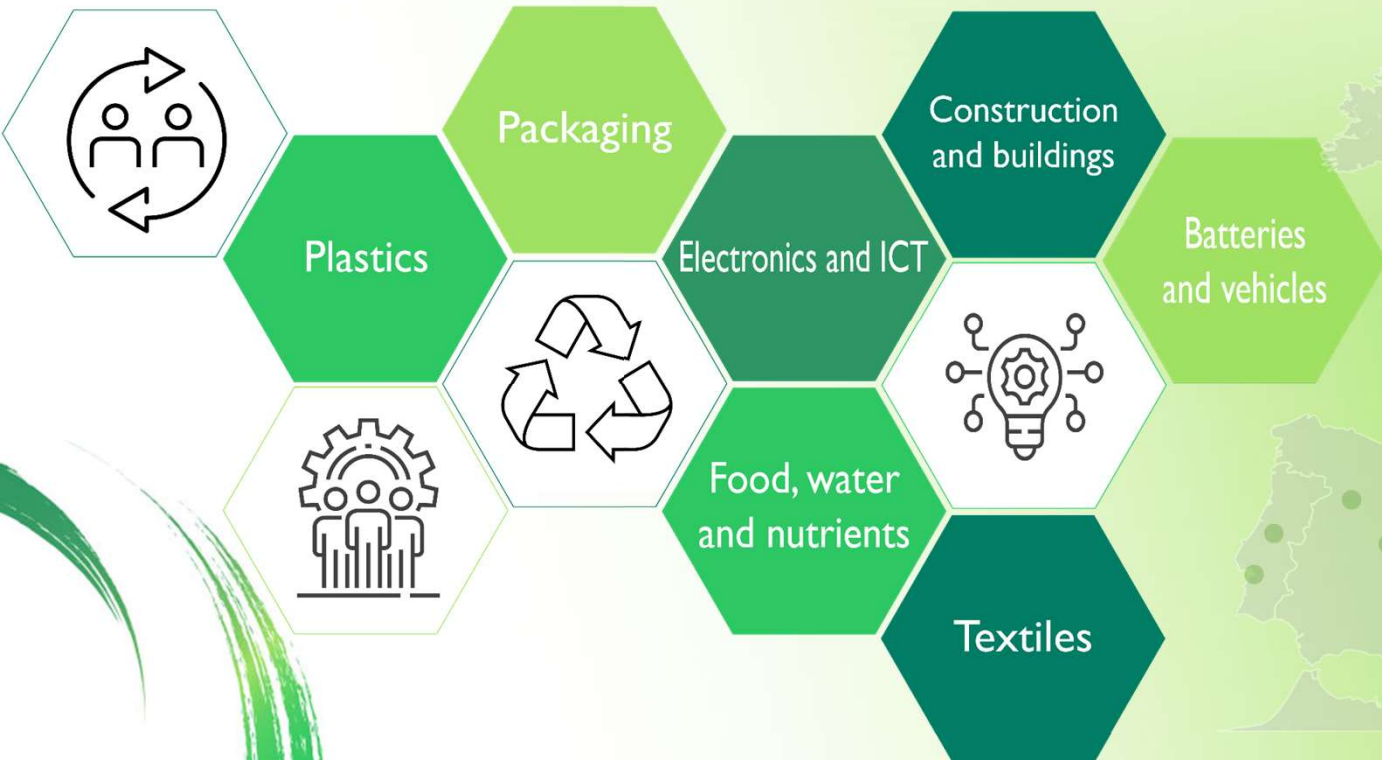 Packaging
Construction
and buildings
Plastics
Electronics and ICT
Batteries
and vehicles
Food, water
and nutrients
Textiles